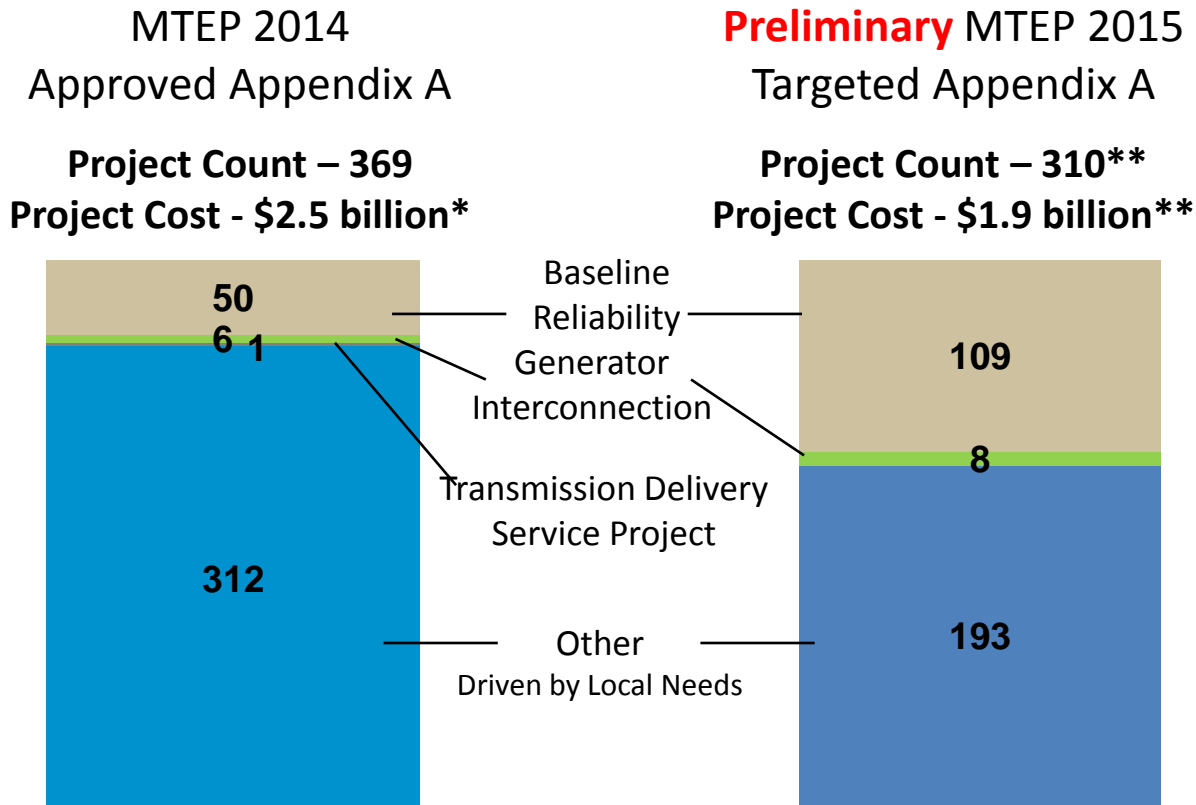 MTEP 2014
Approved Appendix A
Project Count – 369
Project Cost - $2.5 billion*
Preliminary MTEP 2015
Targeted Appendix A
Project Count – 310**
Project Cost - $1.9 billion**
50
6
1
312
Baseline
Reliability
Generator
Interconnection
Transmission Delivery
Service Project
Other
Driven by Local Needs
109
8
193